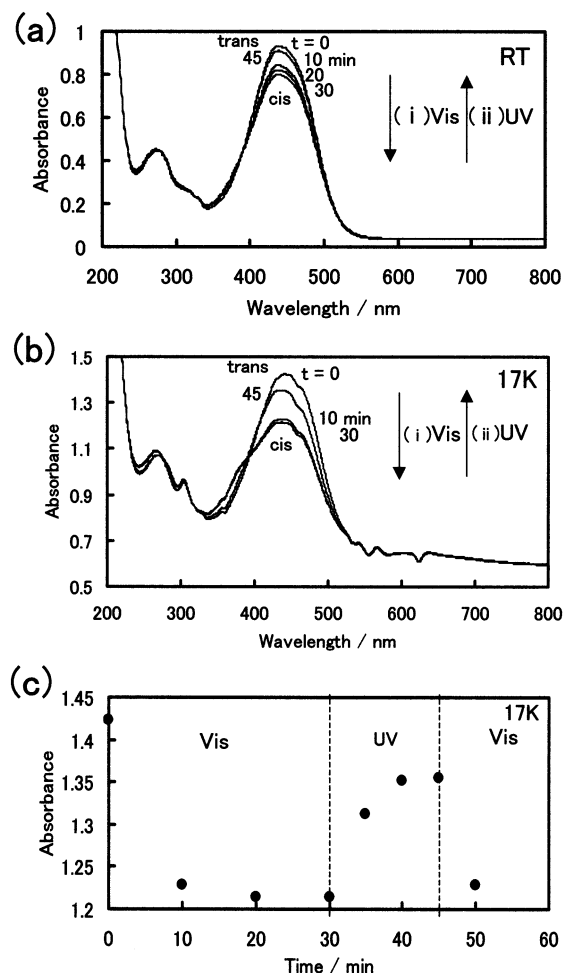 (a)
1
0.8
0.6
0.4
0.2
0
Absorbance
trans
t = 0
45
10 min
20
30
cis
RT
( i )Vis
(ii)UV
200 300 400 500 600 700 800
Wavelength / nm
(b)
1.5
1.3
1.1
0.9
0.7
0.5
Absorbance
trans
t = 0
45
10 min
30
cis
17K
( i )Vis
(ii)UV
200 300 400 500 600 700 800
Wavelength / nm
(c)
1.45
1.4
1.35
1.3
1.25
1.2
Absorbance
Vis
UV
17K
Vis
0 10 20 30 40 50 60
Time / min